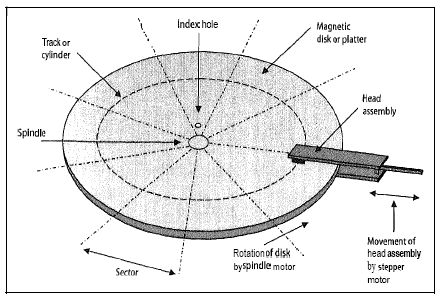 Index hole
Magnetic
disk or platter
Track or
cylinder
Head
assembly
Spindle
Rotation of disk
by spindle motor
Sector
Movement of
head assembly
by stepper
motor